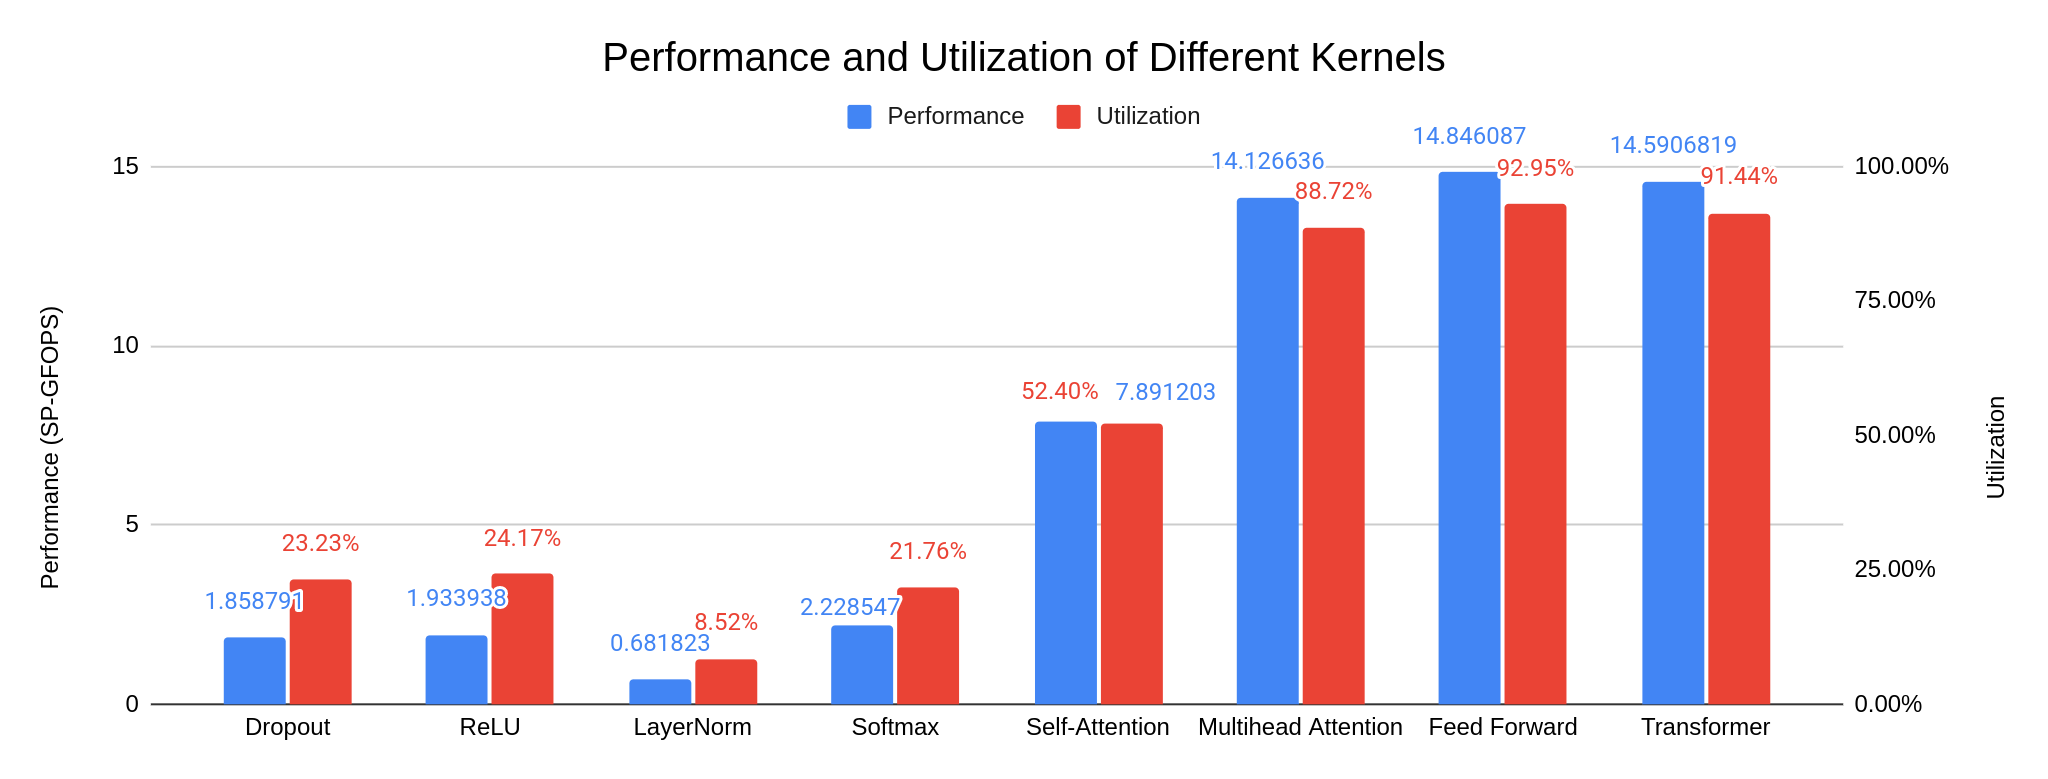 Performance and Utilization of Different Kernels
Performance Utilization
15
10
5
0
Performance (SP-GFOPS)
100.00%
75.00%
50.00%
25.00%
0.00%
Utilization
1.858791
23.23%
1.933938
24.17%
0.681823
8.52%
2.228547
21.76%
52.40%
7.891203
14.126636
88.72%
14.846087
92.95%
14.5906819
91.44%
Dropout
ReLU
LayerNorm
Softmax
Self-Attention
Multihead Attention
Feed Forward
Transformer